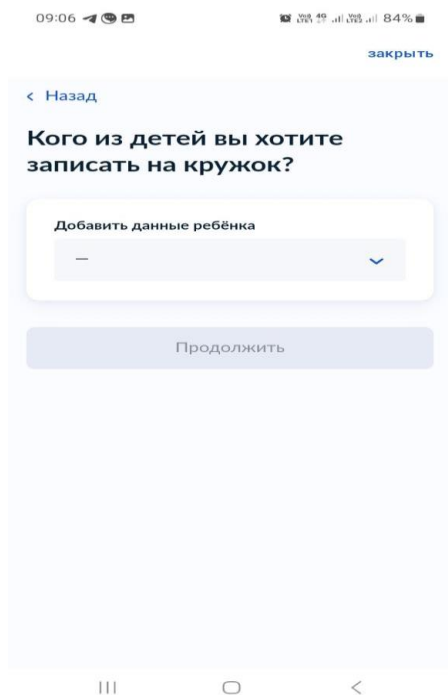 09:06 84%
закрыть
< Назад
Кого из детей вы хотите
записать на кружок?
Добавить данные ребёнка
—
Продолжить